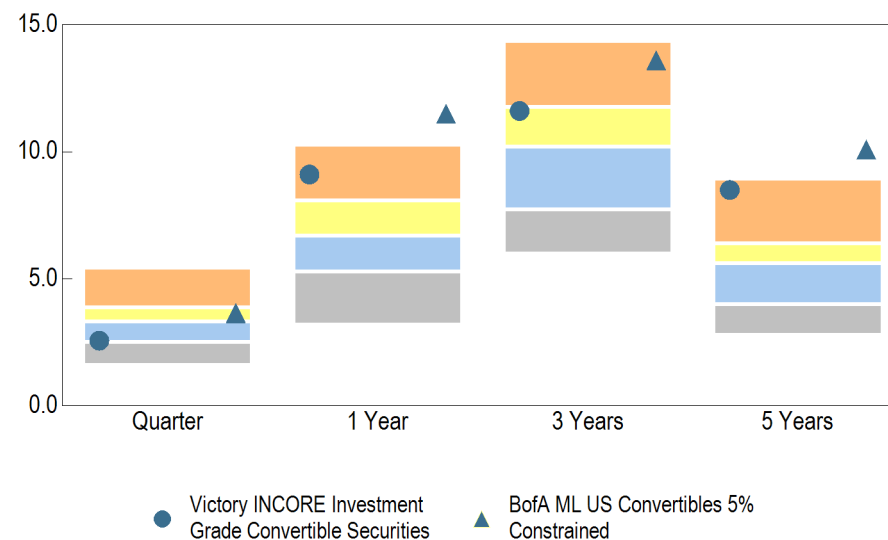 15.0
10.0
5.0
0.0
Quarter
1 Year
3 Years
5 Years
Victory INCORE Investment
Grade Convertible Securities
BofA ML US Convertibles 5%
Constrained